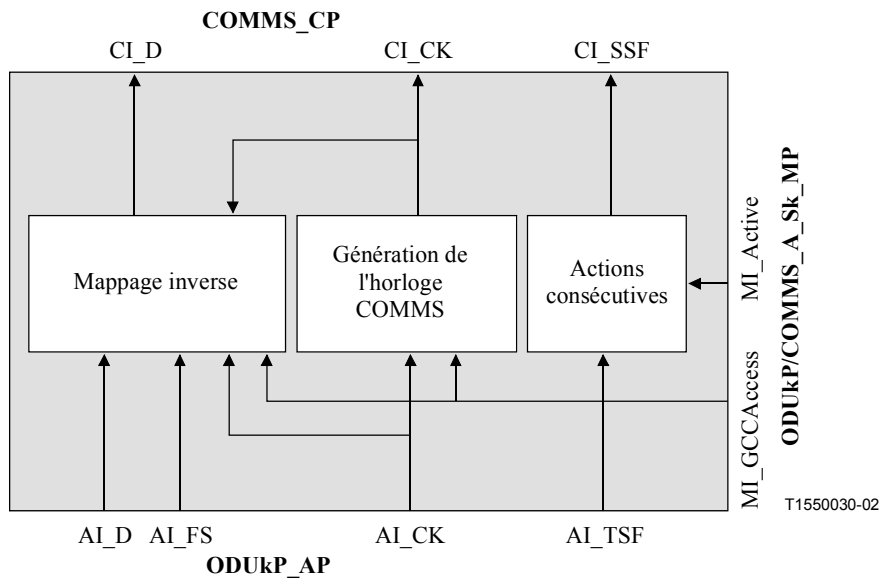 COMMS_CP
CI_D CI_CK CI_SSF
Mappage inverse
Génération de
l'horloge
COMMS
Actions
consécutives
MI_Active
MI_GCCAccess
ODUkP/COMMS_A_Sk_MP
AI_D AI_FS AI_CK AI_TSF
ODUkP_AP
T1550030-02